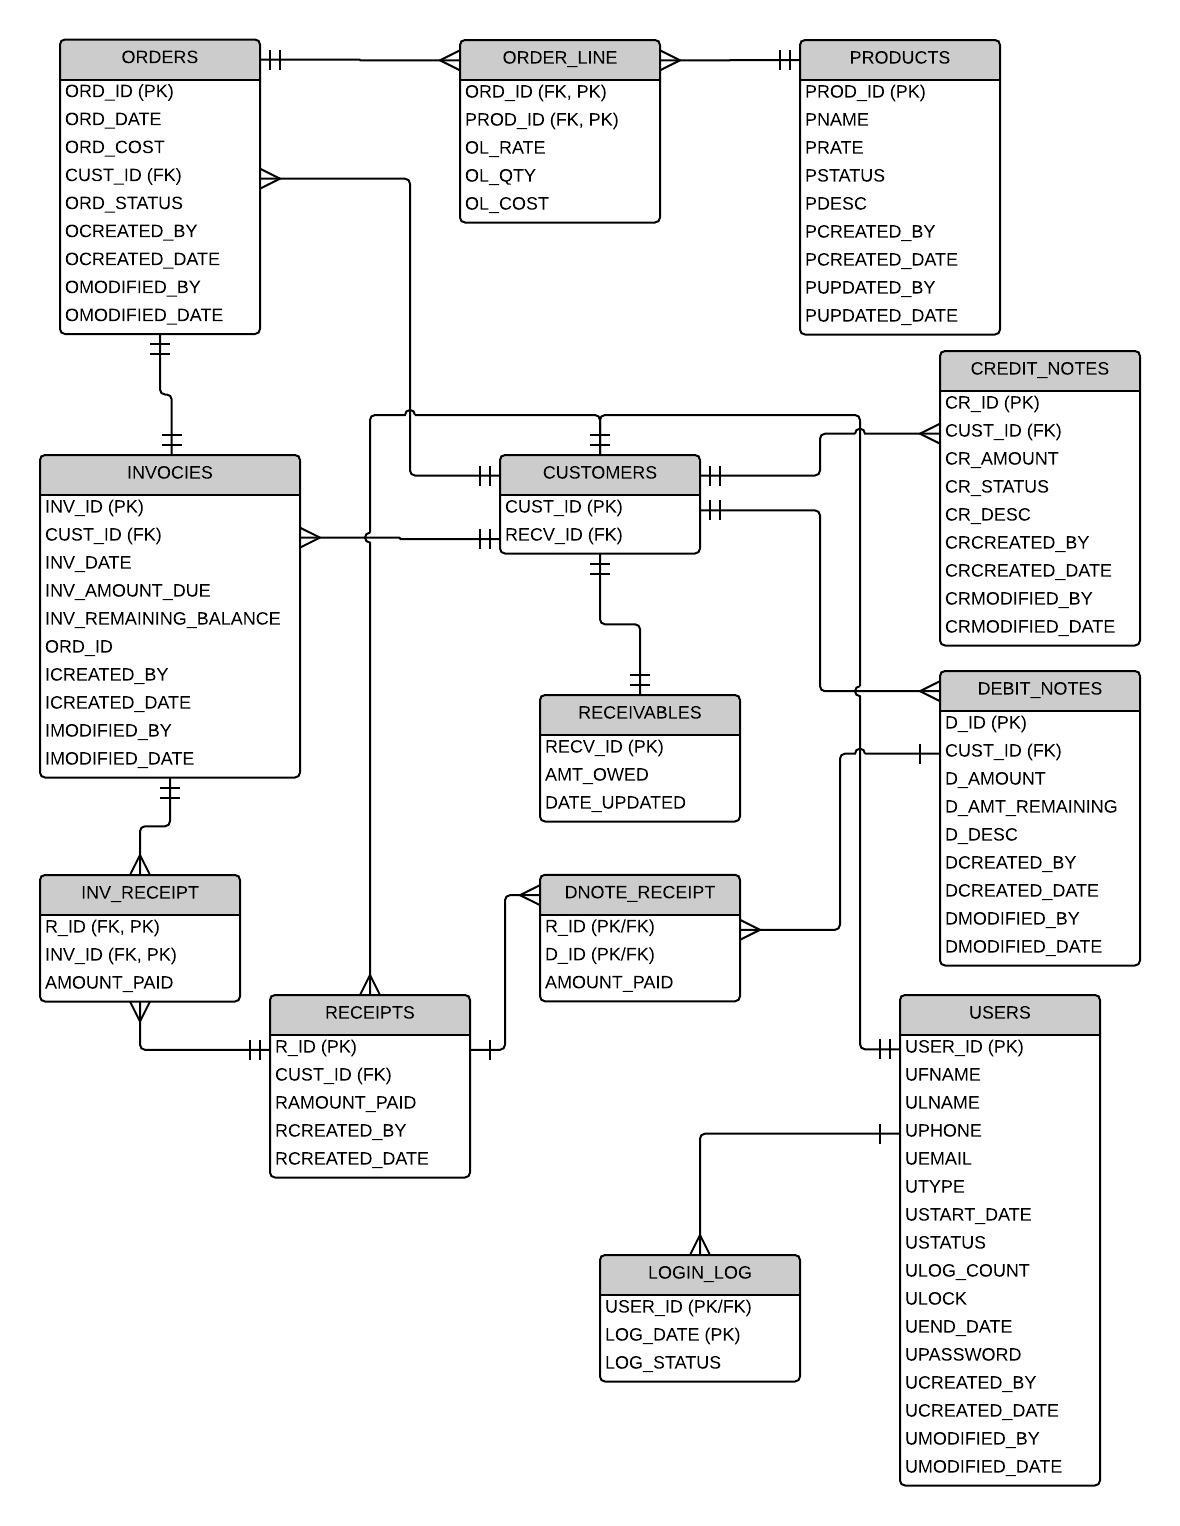 ORDERS
ORD_ID (PK)
ORD_DATE
ORD_COST
CUST_ID (FK)
ORD_STATUS
OCREATED_BY
OCREATED_DATE
OMODIFIED_BY
OMODIFIED_DATE
ORDER_LINE
ORD_ID (FK, PK)
PROD_ID (FK, PK)
OL_RATE
OL_QTY
OL_COST
PRODUCTS
PROD_ID (PK)
PNAME
PRATE
PSTATUS
PDESC
PCREATED_BY
PCREATED_DATE
PUPDATED_BY
PUPDATED_DATE
CREDIT_NOTES
CR_ID (PK)
CUST_ID (FK)
CR_AMOUNT
CR_STATUS
CR_DESC
CRCREATED_BY
CRCREATED_DATE
CRMODIFIED_BY
CRMODIFIED_DATE
INVOCIES
INV_ID (PK)
CUST_ID (FK)
INV_DATE
INV_AMOUNT_DUE
INV_REMAINING_BALANCE
ORD_ID
ICREATED_BY
ICREATED_DATE
IMODIFIED_BY
IMODIFIED_DATE
CUSTOMERS
CUST_ID (PK)
RECV_ID (FK)
RECEIVABLES
RECV_ID (PK)
AMT_OWED
DATE_UPDATED
DEBIT_NOTES
D_ID (PK)
CUST_ID (FK)
D_AMOUNT
D_AMT_REMAINING
D_DESC
DCREATED_BY
DCREATED_DATE
DMODIFIED_BY
DMODIFIED_DATE
INV_RECEIPT
R_ID (FK, PK)
INV_ID (FK, PK)
AMOUNT_PAID
DNOTE_RECEIPT
R_ID (PK/FK)
D_ID (PK/FK)
AMOUNT_PAID
RECEIPTS
R_ID (PK)
CUST_ID (FK)
RAMOUNT_PAID
RCREATED_BY
RCREATED_DATE
USERS
USER_ID (PK)
UFNAME
ULNAME
UPHONE
UEMAIL
UTYPE
USTART_DATE
USTATUS
ULOG_COUNT
ULOCK
UEND_DATE
UPASSWORD
UCREATED_BY
UCREATED_DATE
UMODIFIED_BY
UMODIFIED_DATE
LOGIN_LOG
USER_ID (PK/FK)
LOG_DATE (PK)
LOG_STATUS